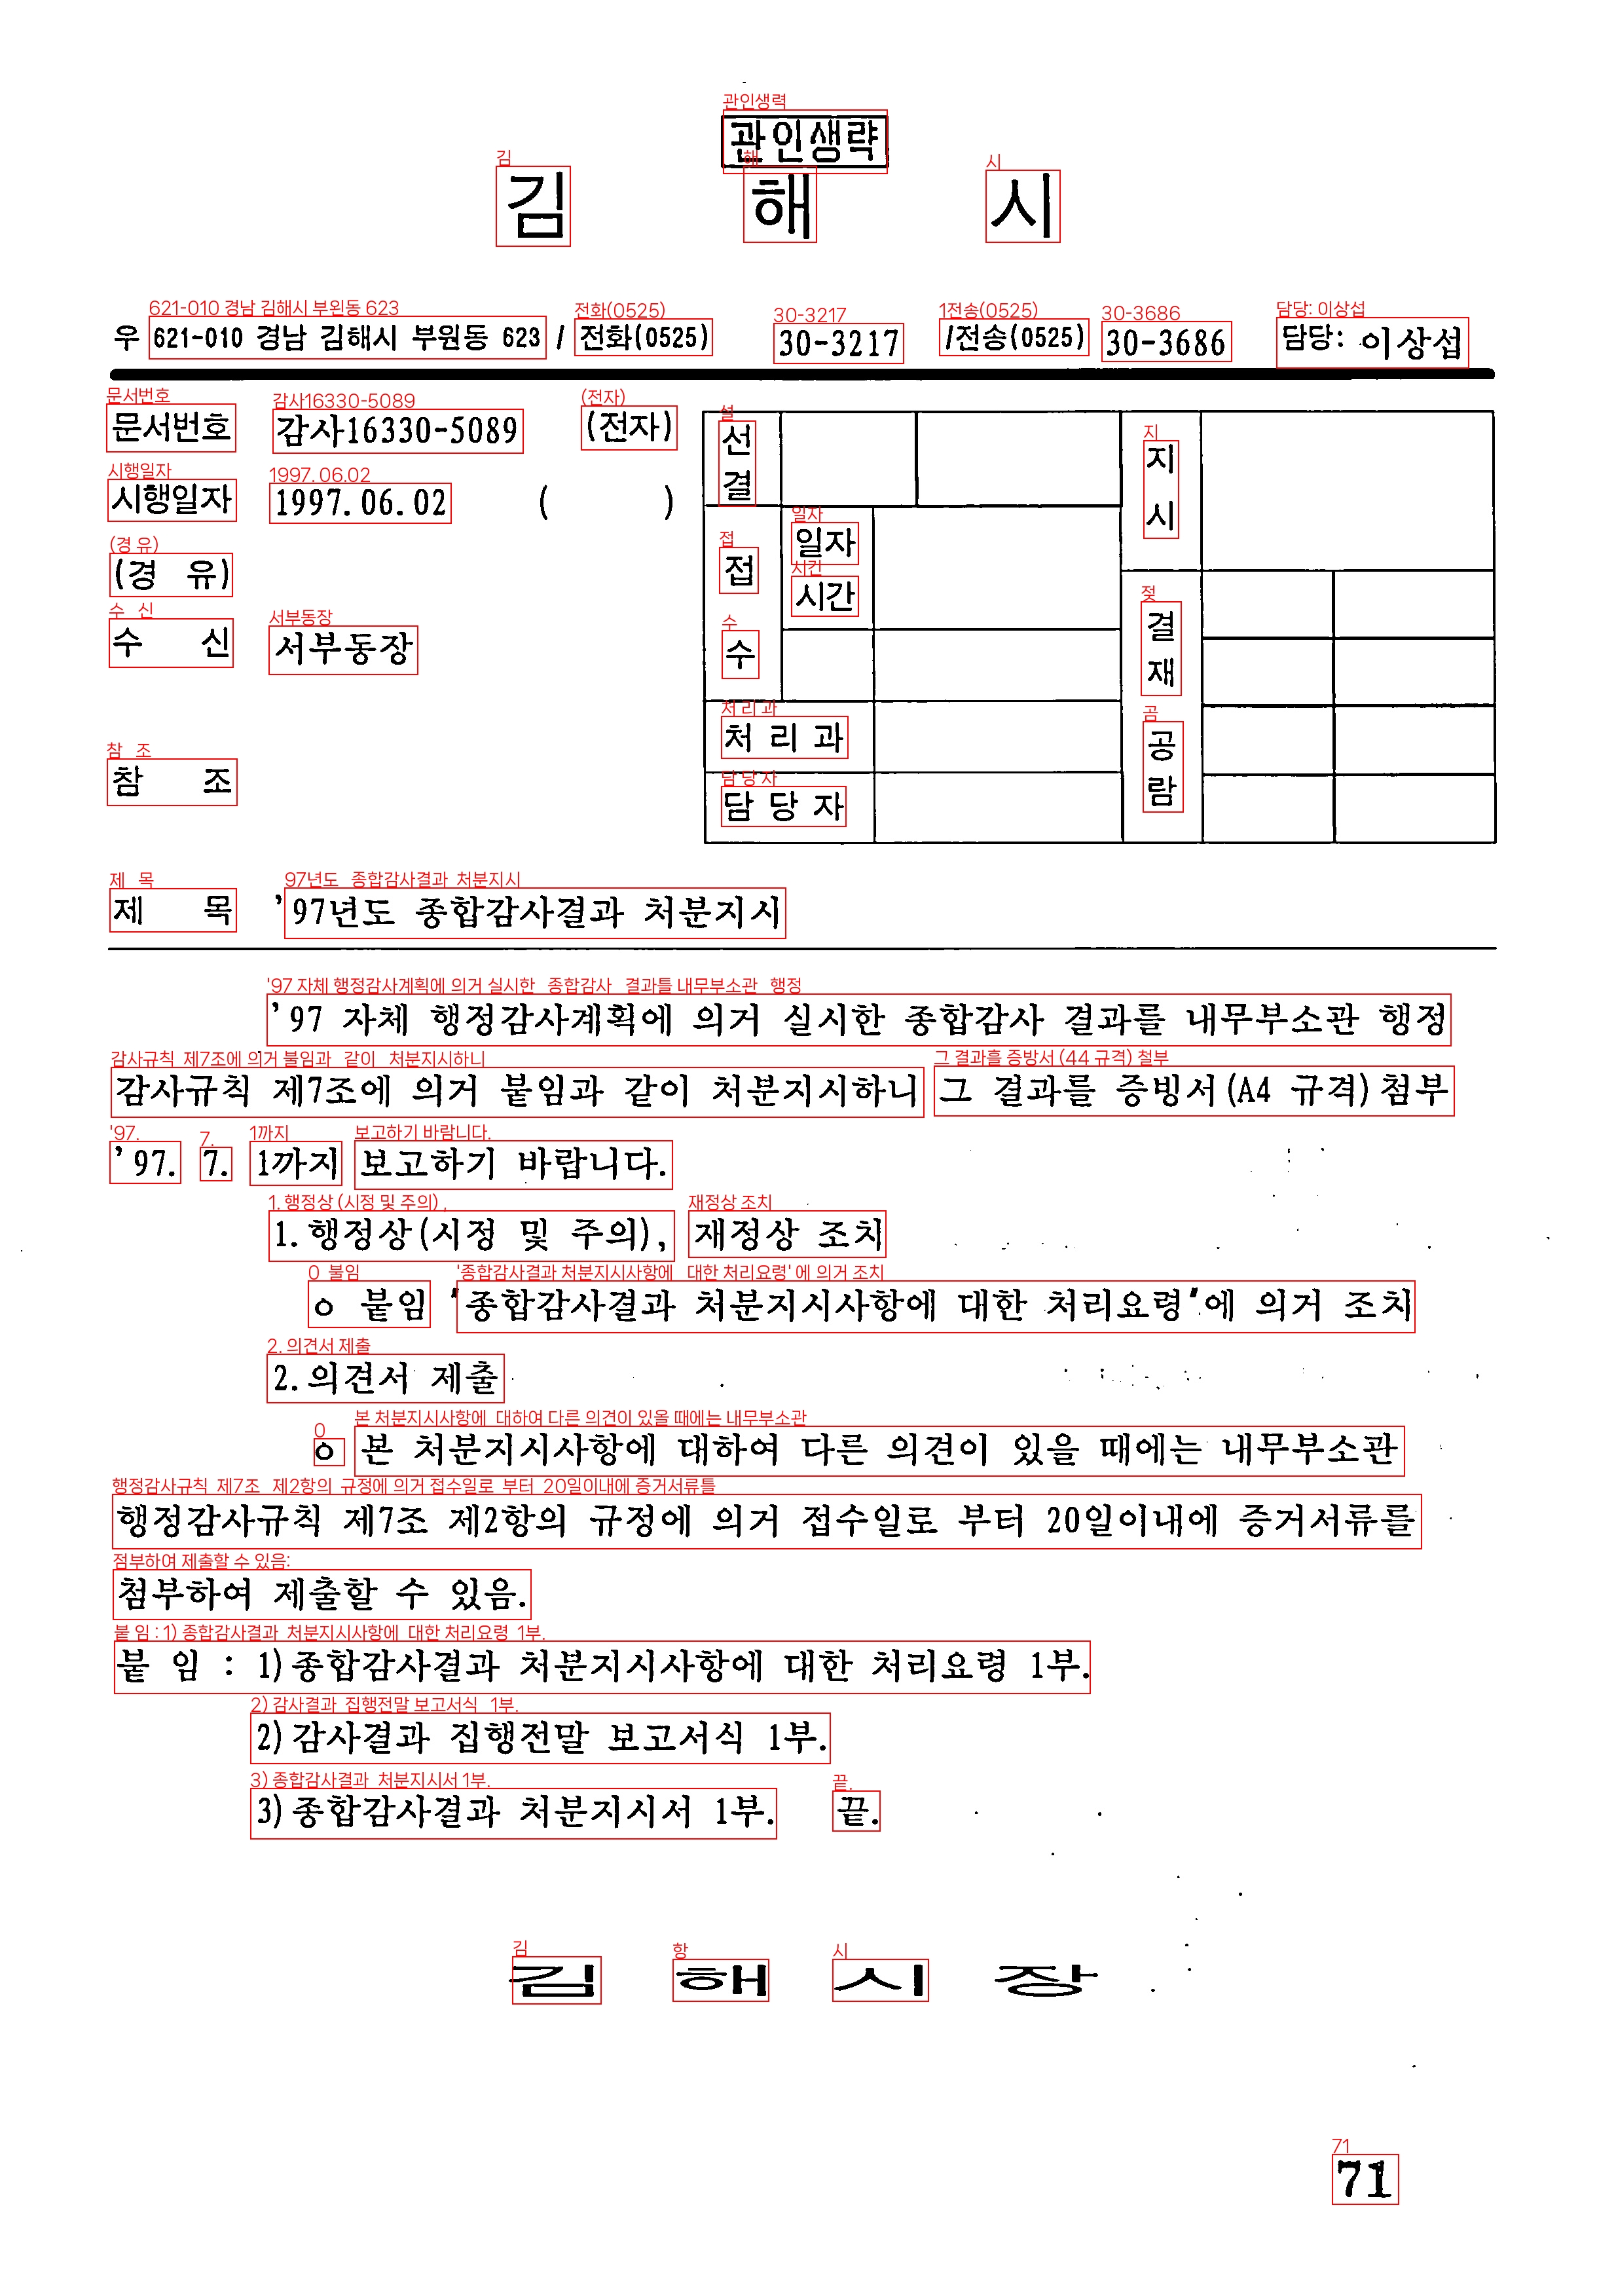 관인생략
김 해 시
우 621-010 경남 김해시 부원동 623 / 전화(0525) 30-3217 /전송(0525) 30-3686 담당: 이상섭
문서번호 감사16330-5089 (전자)
시행일자 1997.06.02 ( )
(경 유)
수 신 서부동장
참 조
선결
지시
접수
일자
시간
결재
처 리 과
공람
담 당 자
제 목 '97년도 종합감사결과 처분지시
'97 자체 행정감사계획에 의거 실시한 종합감사 결과를 내무부소관 행정
감사규칙 제7조에 의거 붙임과 같이 처분지시하니 그 결과를 증빙서(A4 규격)첨부
'97. 7. 1까지 보고하기 바랍니다.
1.행정상(시정 및 주의), 재정상 조치
o 붙임 "종합감사결과 처분지시사항에 대한 처리요령"에 의거 조치
2.의견서 제출
o 본 처분지시사항에 대하여 다른 의견이 있을 때에는 내무부소관
행정감사규칙 제7조 제2항의 규정에 의거 접수일로 부터 20일이내에 증거서류를
첨부하여 제출할 수 있음.
붙 임 : 1)종합감사결과 처분지시사항에 대한 처리요령 1부.
2)감사결과 집행전말 보고서식 1부.
3)종합감사결과 처분지시서 1부. 끝.
김 해 시 장
71